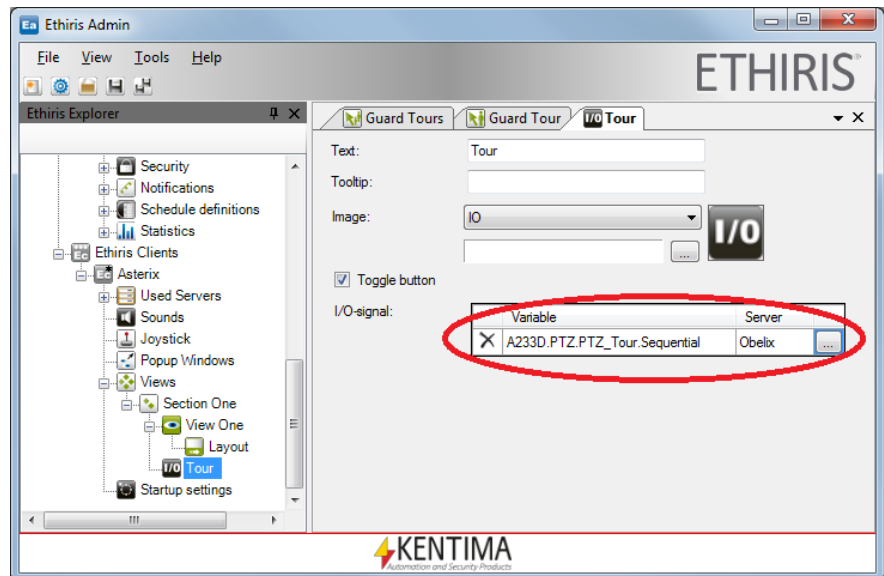 Ea Ethiris Admin
File View Tools Help
ETHIRIS
Ethiris Explorer
Security
Notifications
Schedule definitions
Statistics
Ec Ethiris Clients
Ec Asterix
Used Servers
Sounds
Joystick
Popup Windows
Views
Section One
View One
Layout
I/O Tour
Startup settings
Guard Tours Guard Tour I/O Tour
Text: Tour
Tooltip:
Image: IO
I/O
...
Toggle button
I/O-signal:
Variable Server
A233D.PTZ.PTZ_Tour.Sequential Obelix ...
KENTIMA
Automation and Security Products